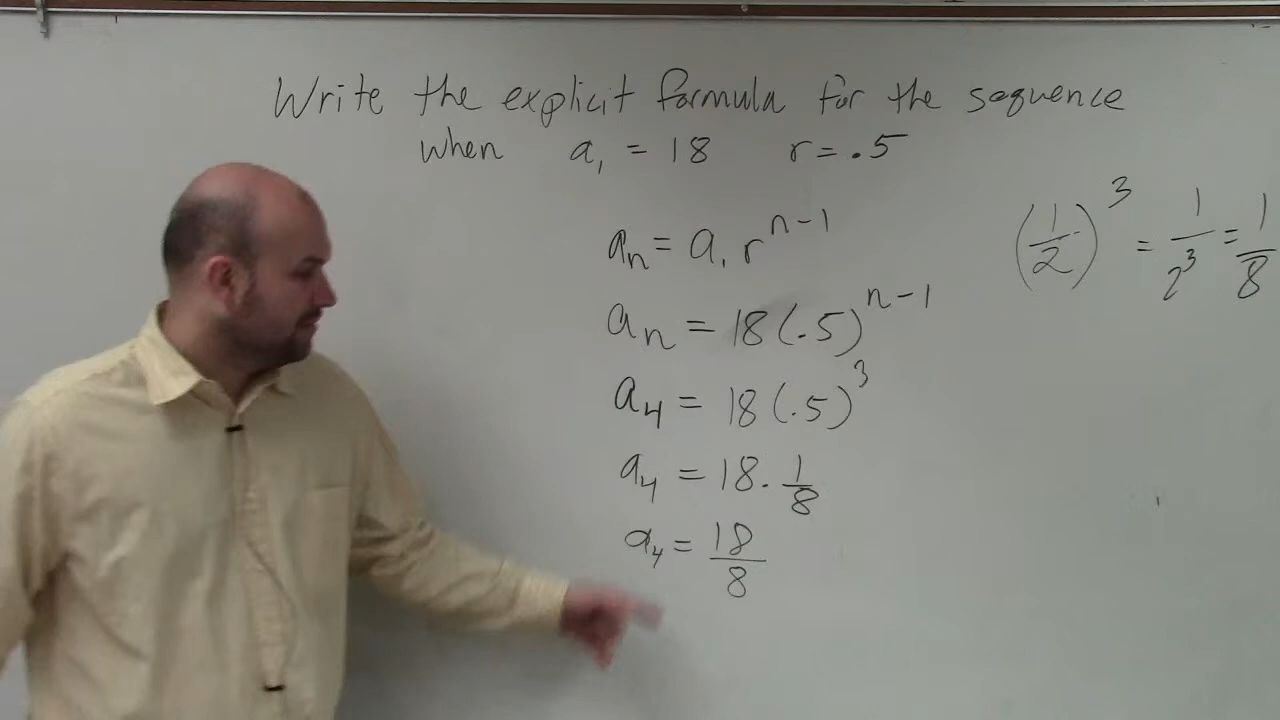 Write the explicit formula for the sequence
when a₁ = 18 r = .5
aₙ = a₁ rⁿ⁻¹
aₙ = 18(.5)ⁿ⁻¹
a₄ = 18(.5)³
a₄ = 18 · 1/8
a₄ = 18/8
(1/2)³ = 1/2³ = 1/8